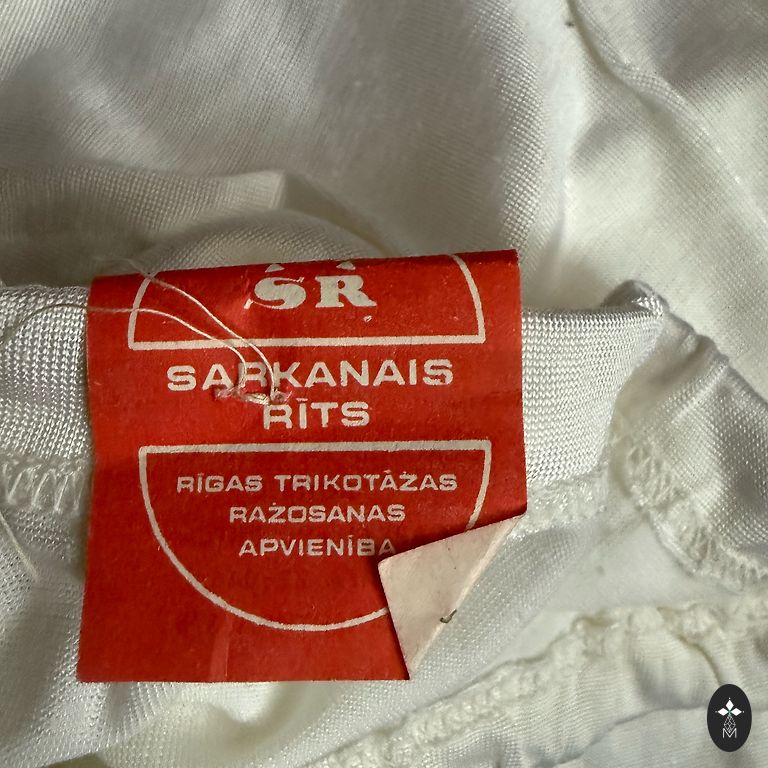 SR
SARKANAIS
RĪTS
RĪGAS TRIKOTĀŽAS
RAŽOŠANAS
APVIENĪBA
M